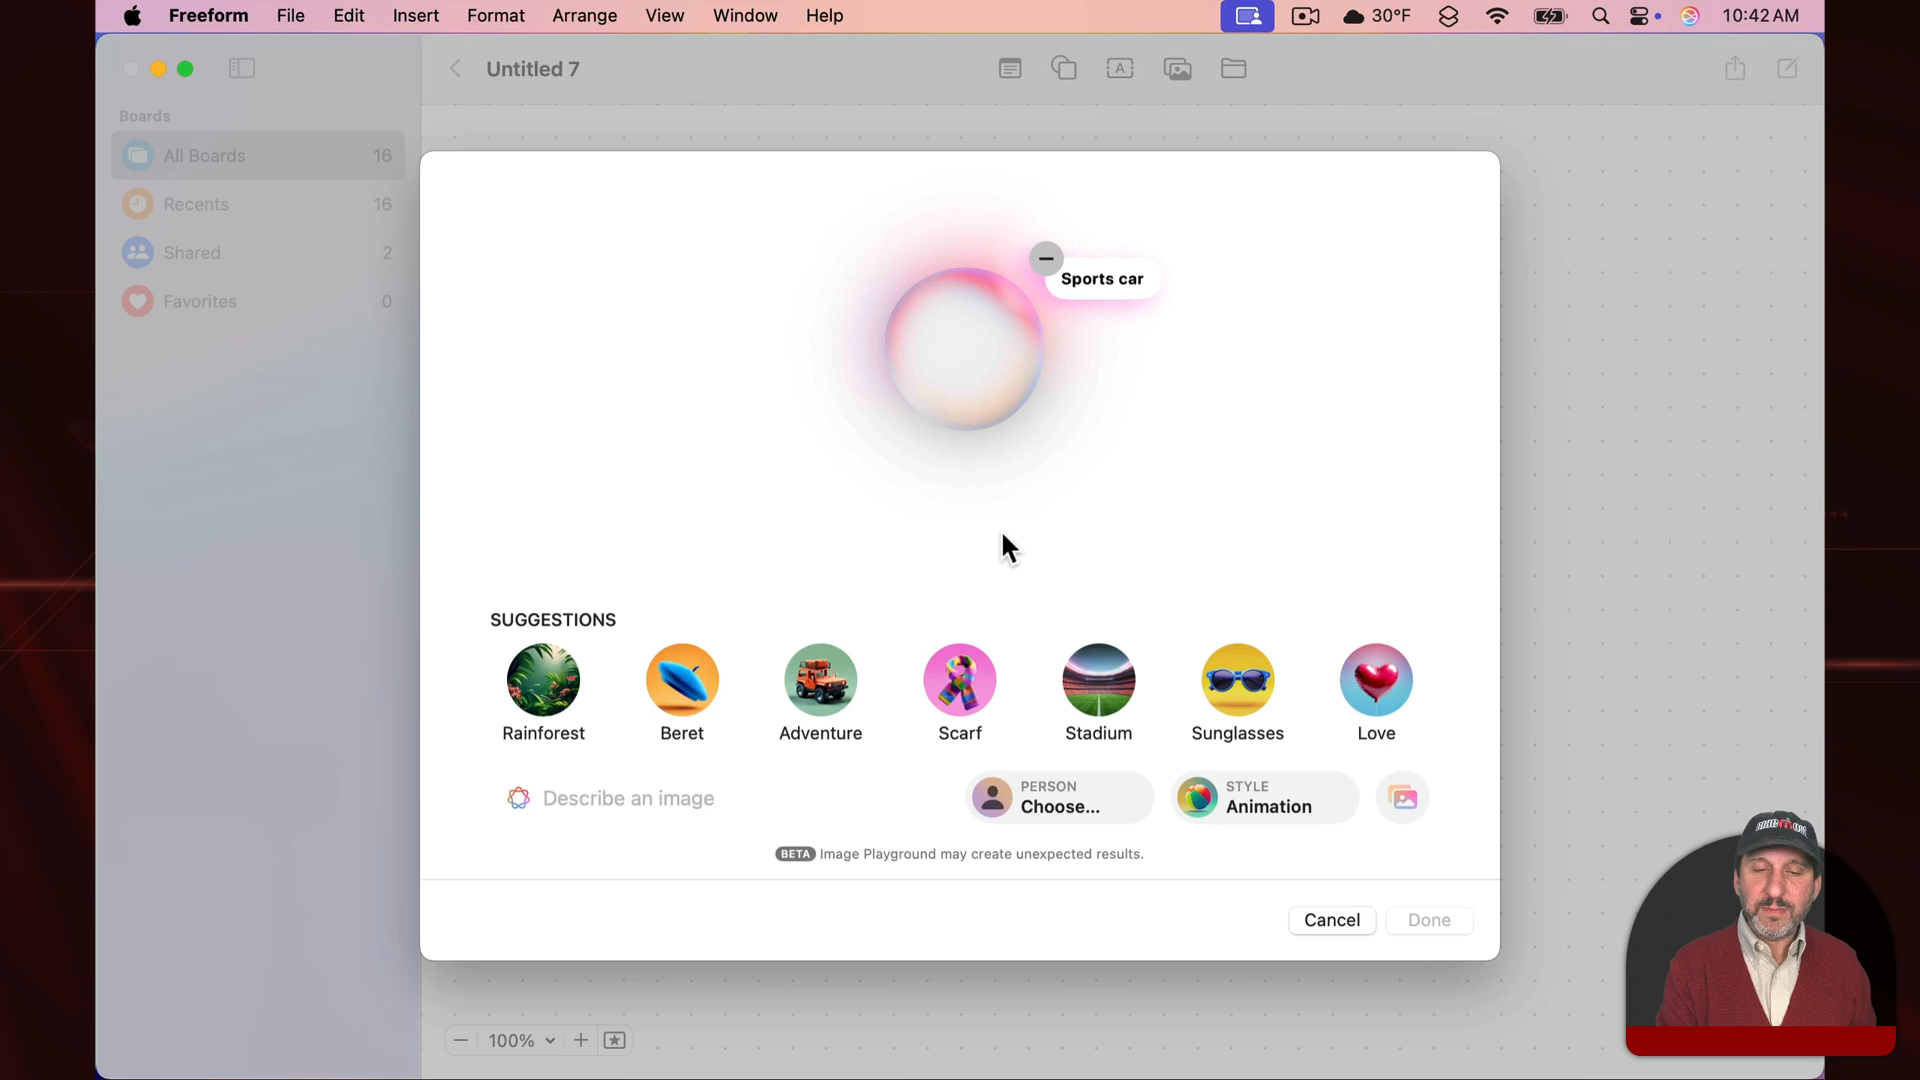 Freeform File Edit Insert Format Arrange View Window Help 30°F 10:42 AM
Untitled 7
Boards
All Boards 16
Recents 16
Shared 2
Favorites 0
Sports car
SUGGESTIONS
Rainforest Beret Adventure Scarf Stadium Sunglasses Love
Describe an image
PERSON
Choose...
STYLE
Animation
BETA Image Playground may create unexpected results.
Cancel Done
100%